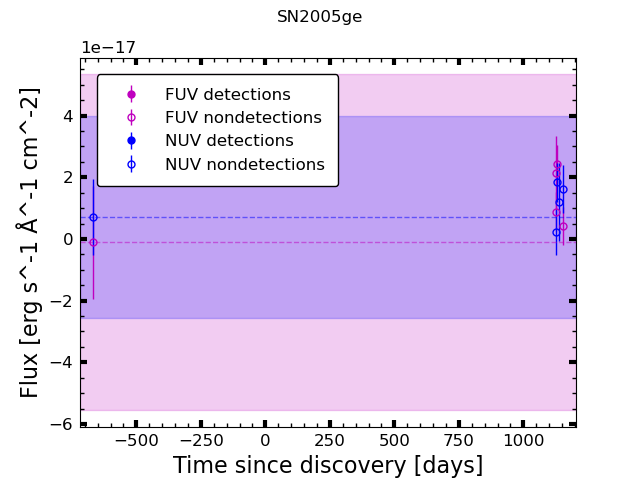 SN2005ge
1e−17
FUV detections
FUV nondetections
NUV detections
NUV nondetections
4
2
0
−2
−4
−6
Flux [erg s^-1 Å^-1 cm^-2]
−500 −250 0 250 500 750 1000
Time since discovery [days]